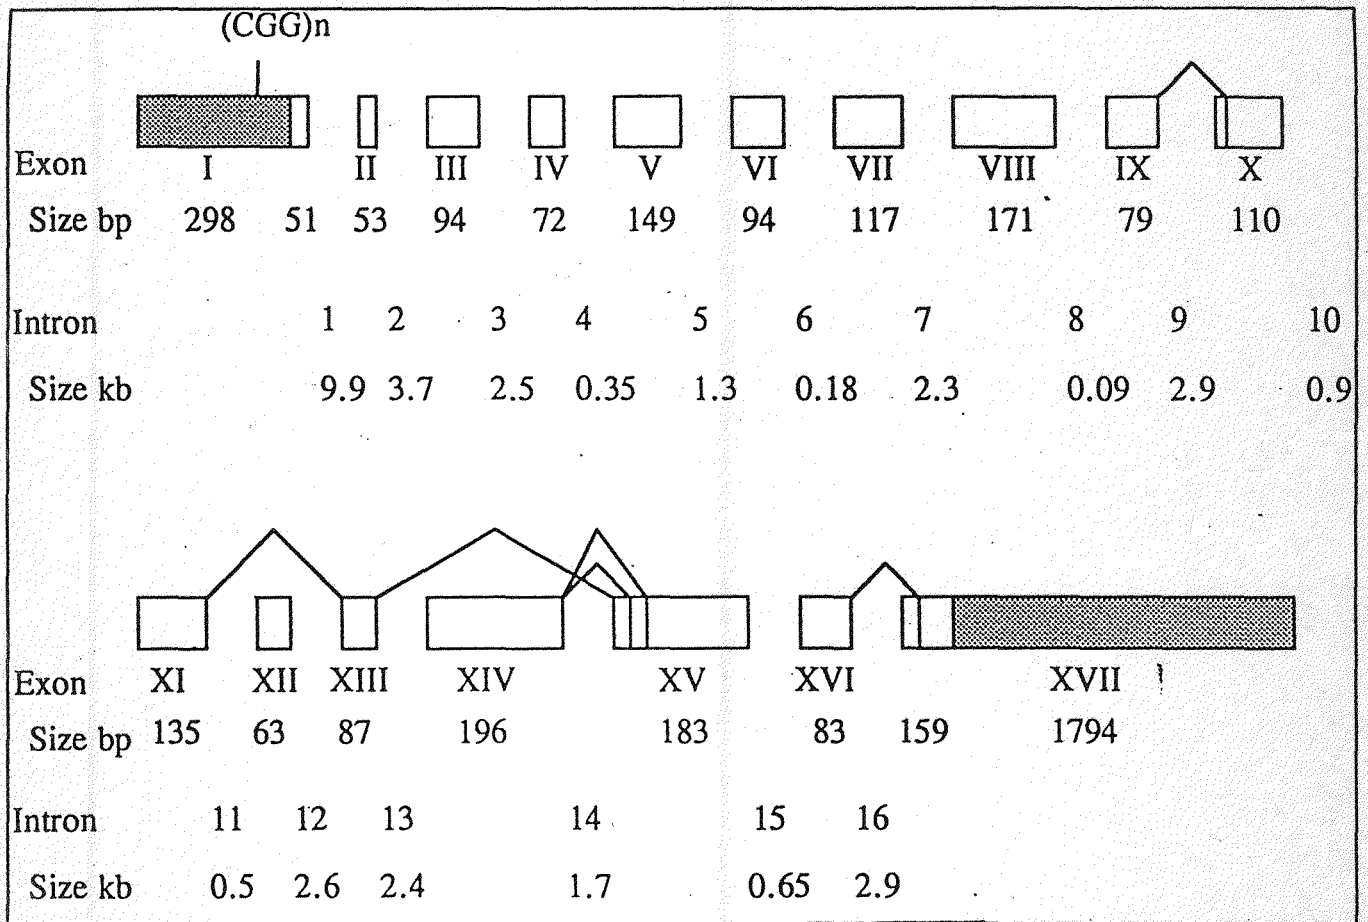 (CGG)n
Exon I II III IV V VI VII VIII IX X
Size bp 298 51 53 94 72 149 94 117 171 79 110
Intron 1 2 3 4 5 6 7 8 9 10
Size kb 9.9 3.7 2.5 0.35 1.3 0.18 2.3 0.09 2.9 0.9
Exon XI XII XIII XIV XV XVI XVII
Size bp 135 63 87 196 183 83 159 1794
Intron 11 12 13 14 15 16
Size kb 0.5 2.6 2.4 1.7 0.65 2.9